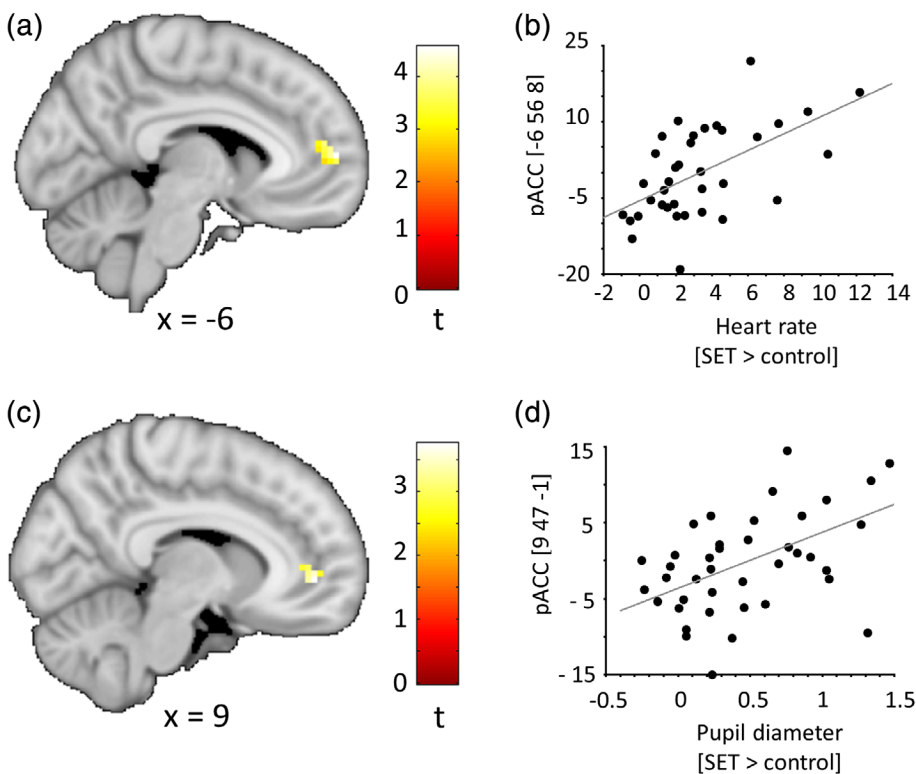 (a)
4
3
2
1
0
t
x = -6
(b)
pACC [-6 56 8]
25
10
-5
-20
-2 0 2 4 6 8 10 12 14
Heart rate
[SET > control]
(c)
3
2
1
0
t
x = 9
(d)
pACC [9 47 -1]
15
5
- 5
- 15
-0.5 0 0.5 1 1.5
Pupil diameter
[SET > control]